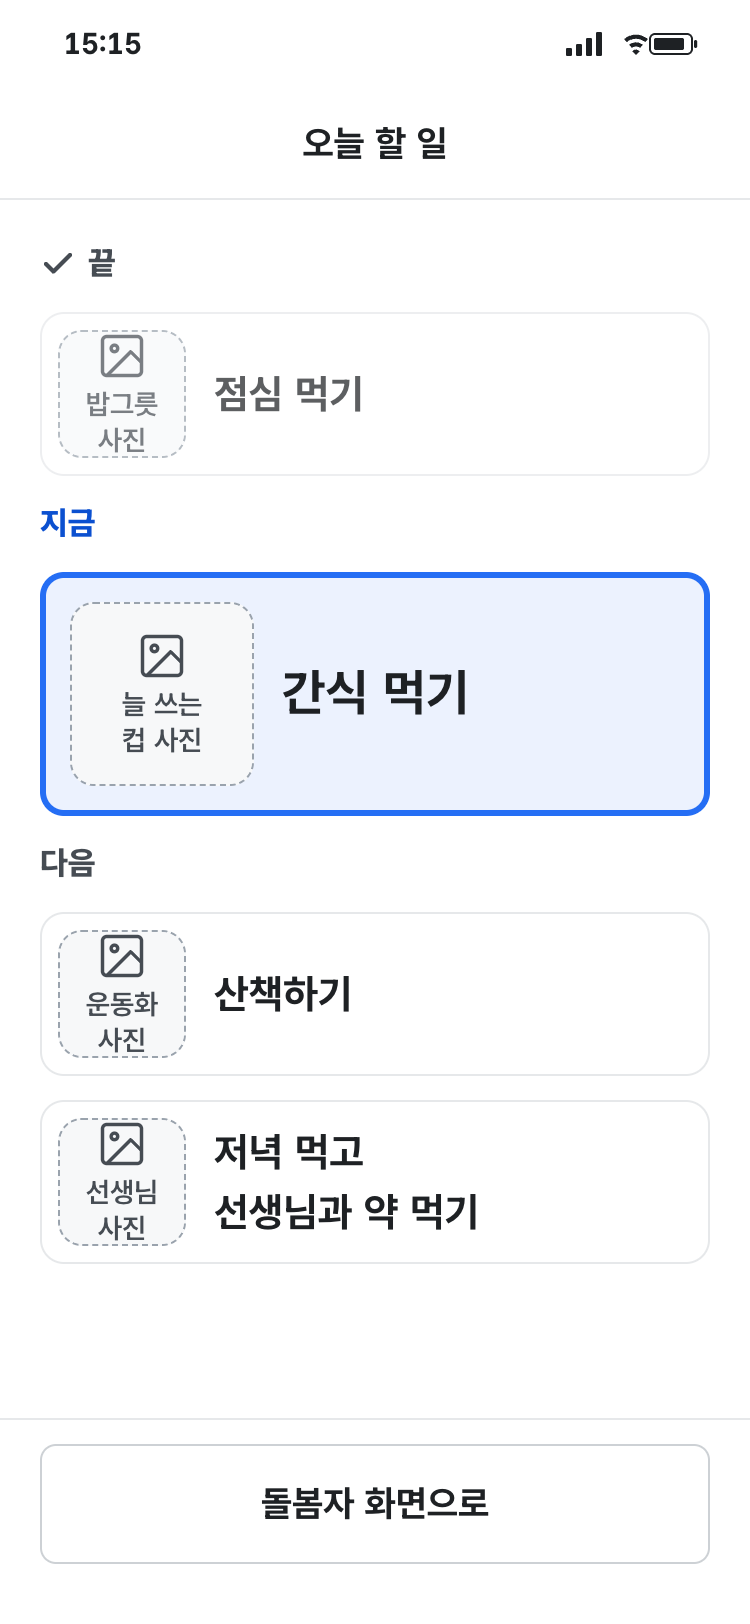 15:15
오늘 할 일
끝
밥그릇
사진
점심 먹기
지금
늘 쓰는
컵 사진
간식 먹기
다음
운동화
사진
산책하기
선생님
사진
저녁 먹고
선생님과 약 먹기
돌봄자 화면으로